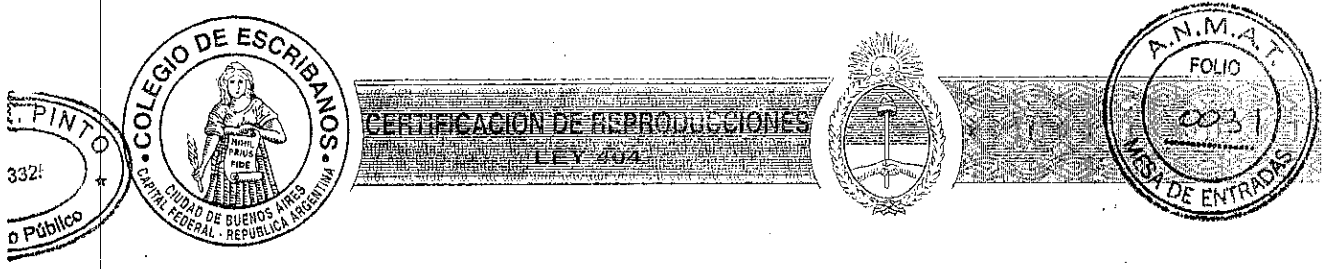 COLEGIO DE ESCRIBANOS
CIUDAD DE BUENOS AIRES
CAPITAL FEDERAL - REPUBLICA ARGENTINA
NIHIL
PRIUS
FIDE
PINTO
332
o Público
CERTIFICACION DE REPRODUCCIONES
LEY 404
A.N.M.A.T.
FOLIO
0031
MESA DE ENTRADAS